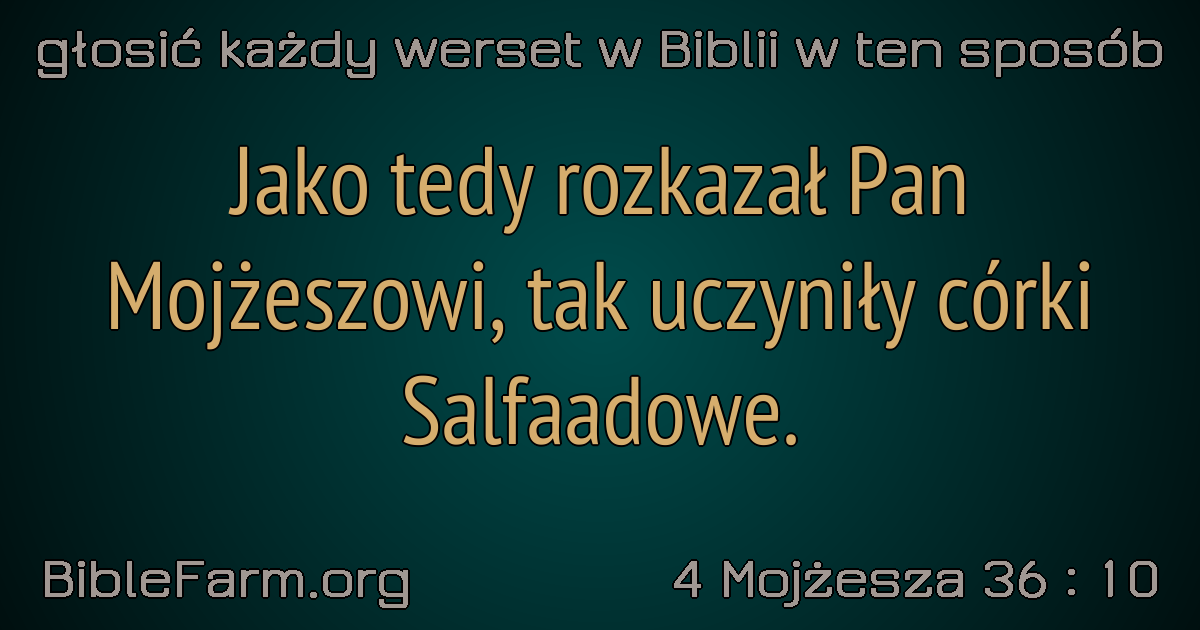 głosić każdy werset w Biblii w ten sposób
Jako tedy rozkazał Pan
Mojżeszowi, tak uczyniły córki
Salfaadowe.
BibleFarm.org
4 Mojżesza 36 : 10